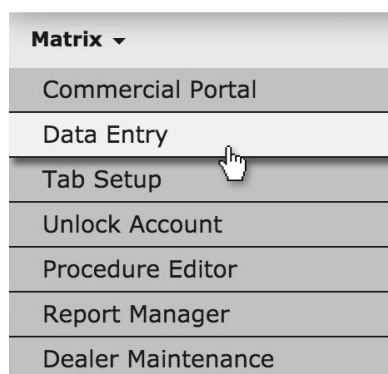 Matrix
Commercial Portal
Data Entry
Tab Setup
Unlock Account
Procedure Editor
Report Manager
Dealer Maintenance